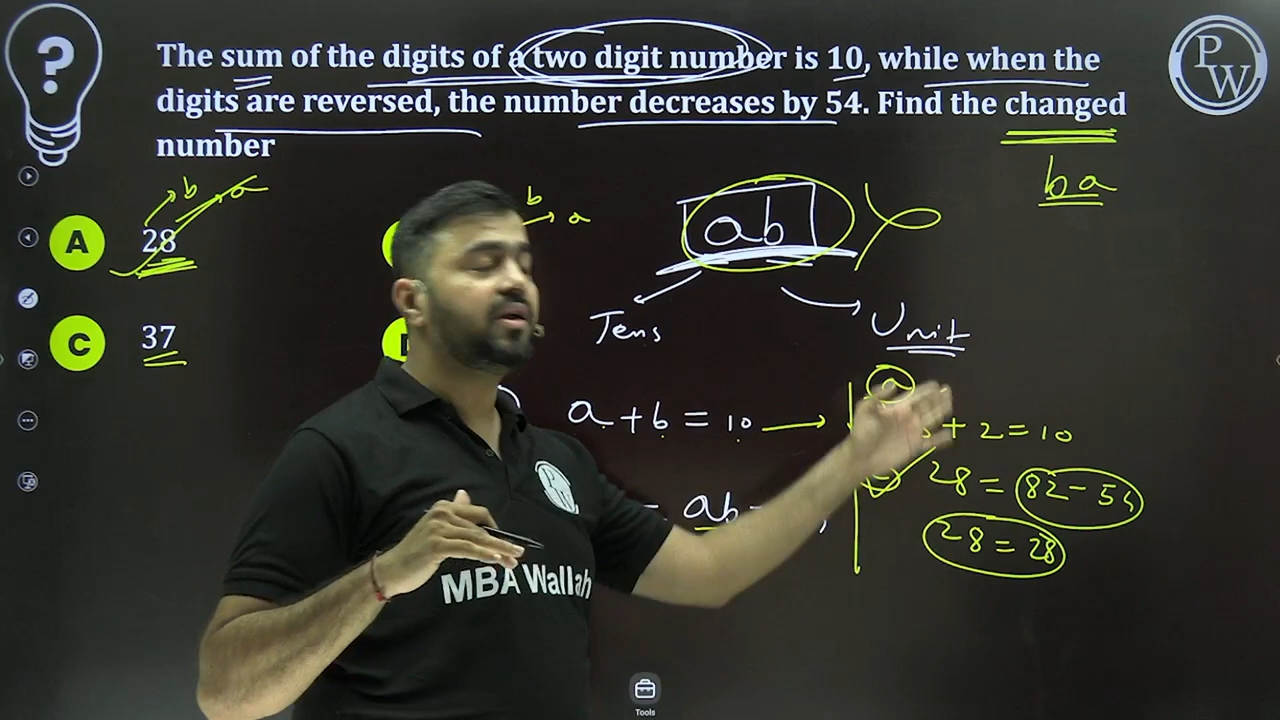 The sum of the digits of a two digit number is 10, while when the
digits are reversed, the number decreases by 54. Find the changed
number
P
W
ba
b
a
A
28
b
a
ab
Tens
Unit
C
37
a
a + b = 10
+ 2 = 10
28 = 82 - 54
= ab -
28 = 28
MBA Wallah
Tools